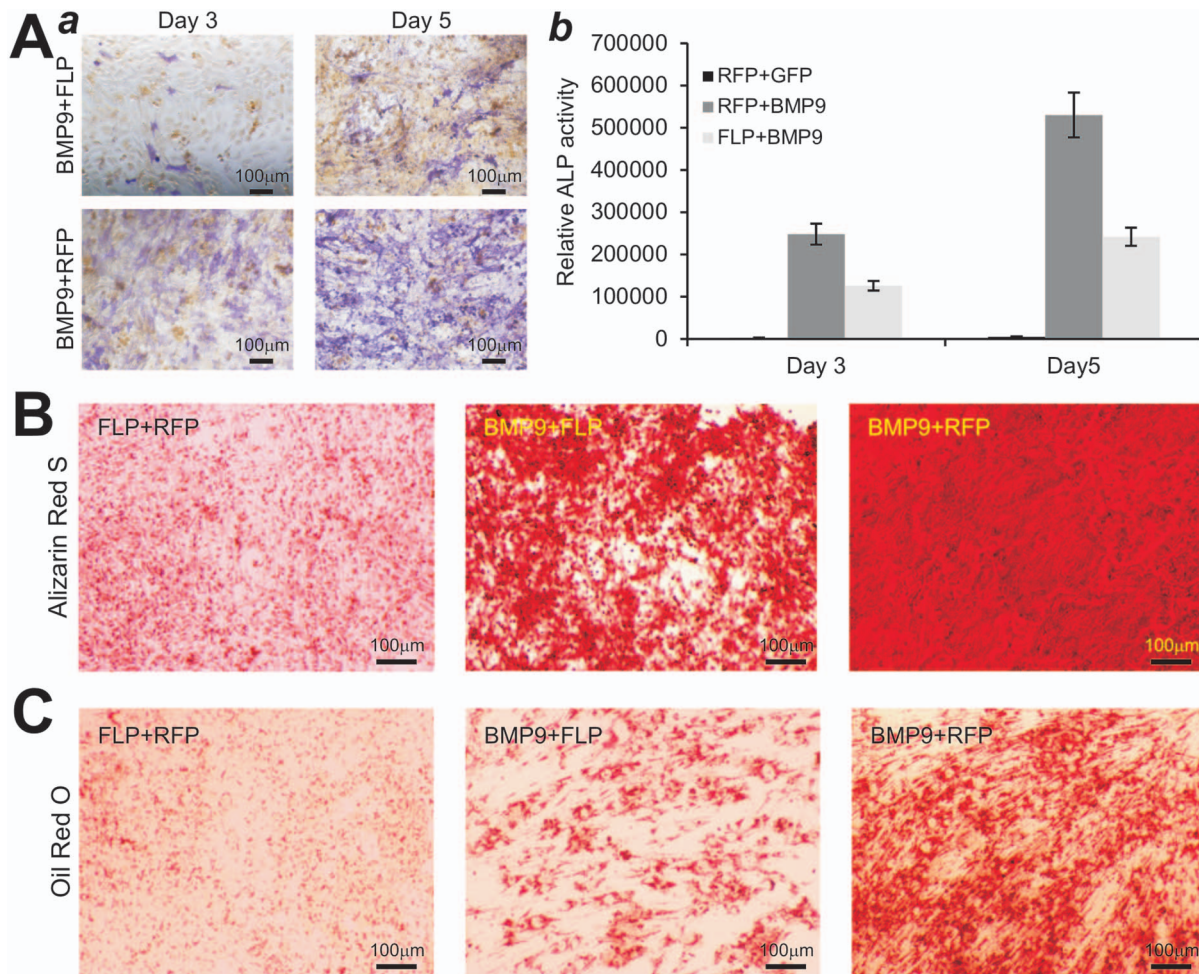 A
a
Day 3
Day 5
BMP9+FLP
100μm
100μm
BMP9+RFP
100μm
100μm
b
700000
600000
500000
400000
300000
200000
100000
0
Relative ALP activity
RFP+GFP
RFP+BMP9
FLP+BMP9
Day 3
Day5
B
Alizarin Red S
FLP+RFP
100μm
BMP9+FLP
100μm
BMP9+RFP
100μm
C
Oil Red O
FLP+RFP
100μm
BMP9+FLP
100μm
BMP9+RFP
100μm